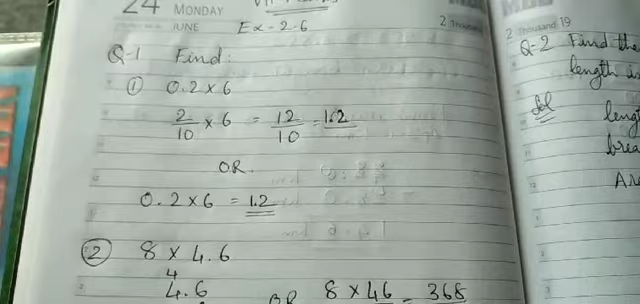 24 MONDAY
JUNE
Ex-2.6
2 Thousand
Q-1 Find:
① 0.2 × 6
2/10 × 6 = 12/10 = 1.2
OR.
0.2 × 6 = 1.2
② 8 × 4.6
4
4.6
OR 8 × 46 = 368
2 Thousand 19
Q-2 Find the
length is
Sol
leng
brea
Ar